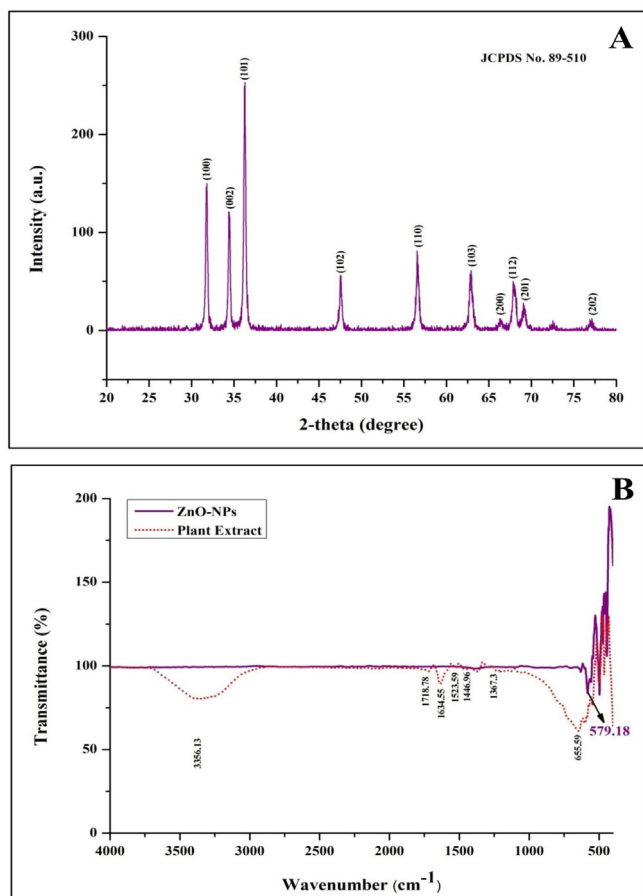 A
JCPDS No. 89-510
300
200
100
0
Intensity (a.u.)
(100)
(002)
(101)
(102)
(110)
(103)
(200)
(112)
(201)
(202)
20 25 30 35 40 45 50 55 60 65 70 75 80
2-theta (degree)
B
ZnO-NPs
Plant Extract
200
150
100
50
0
Transmittance (%)
3356.13
1718.78
1634.55
1523.59
1446.96
1367.3
655.59
579.18
4000 3500 3000 2500 2000 1500 1000 500
Wavenumber (cm-1)